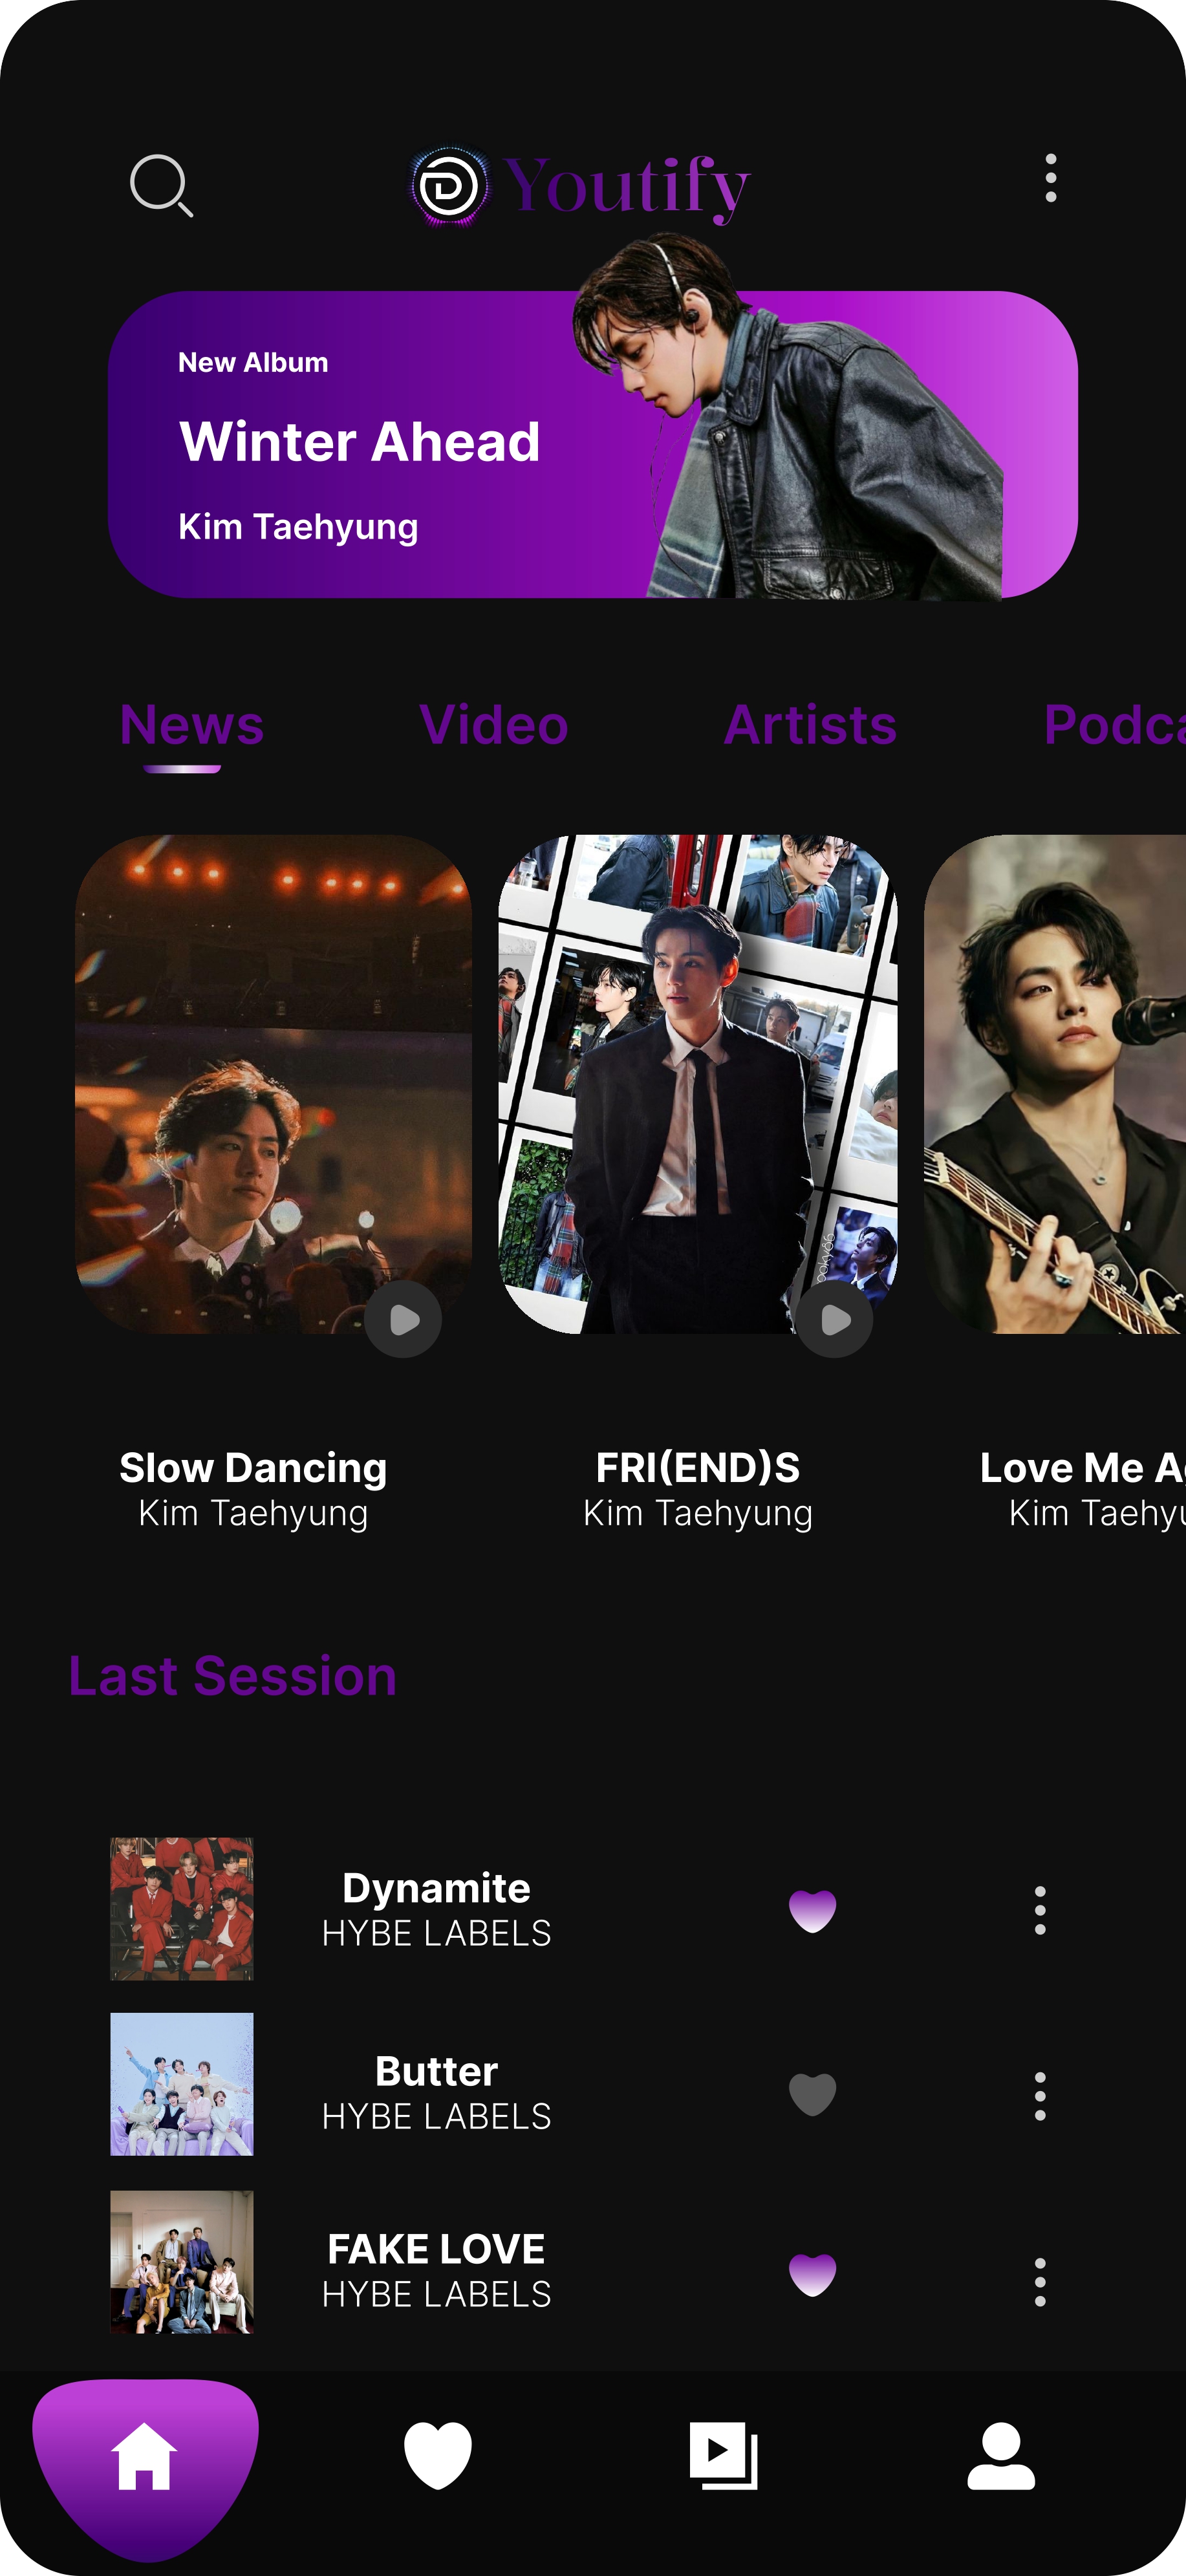 Youtify
New Album
Winter Ahead
Kim Taehyung
News Video Artists Podca
Slow Dancing FRI(END)S Love Me A
Kim Taehyung Kim Taehyung Kim Taehyu
Last Session
Dynamite
HYBE LABELS
Butter
HYBE LABELS
FAKE LOVE
HYBE LABELS